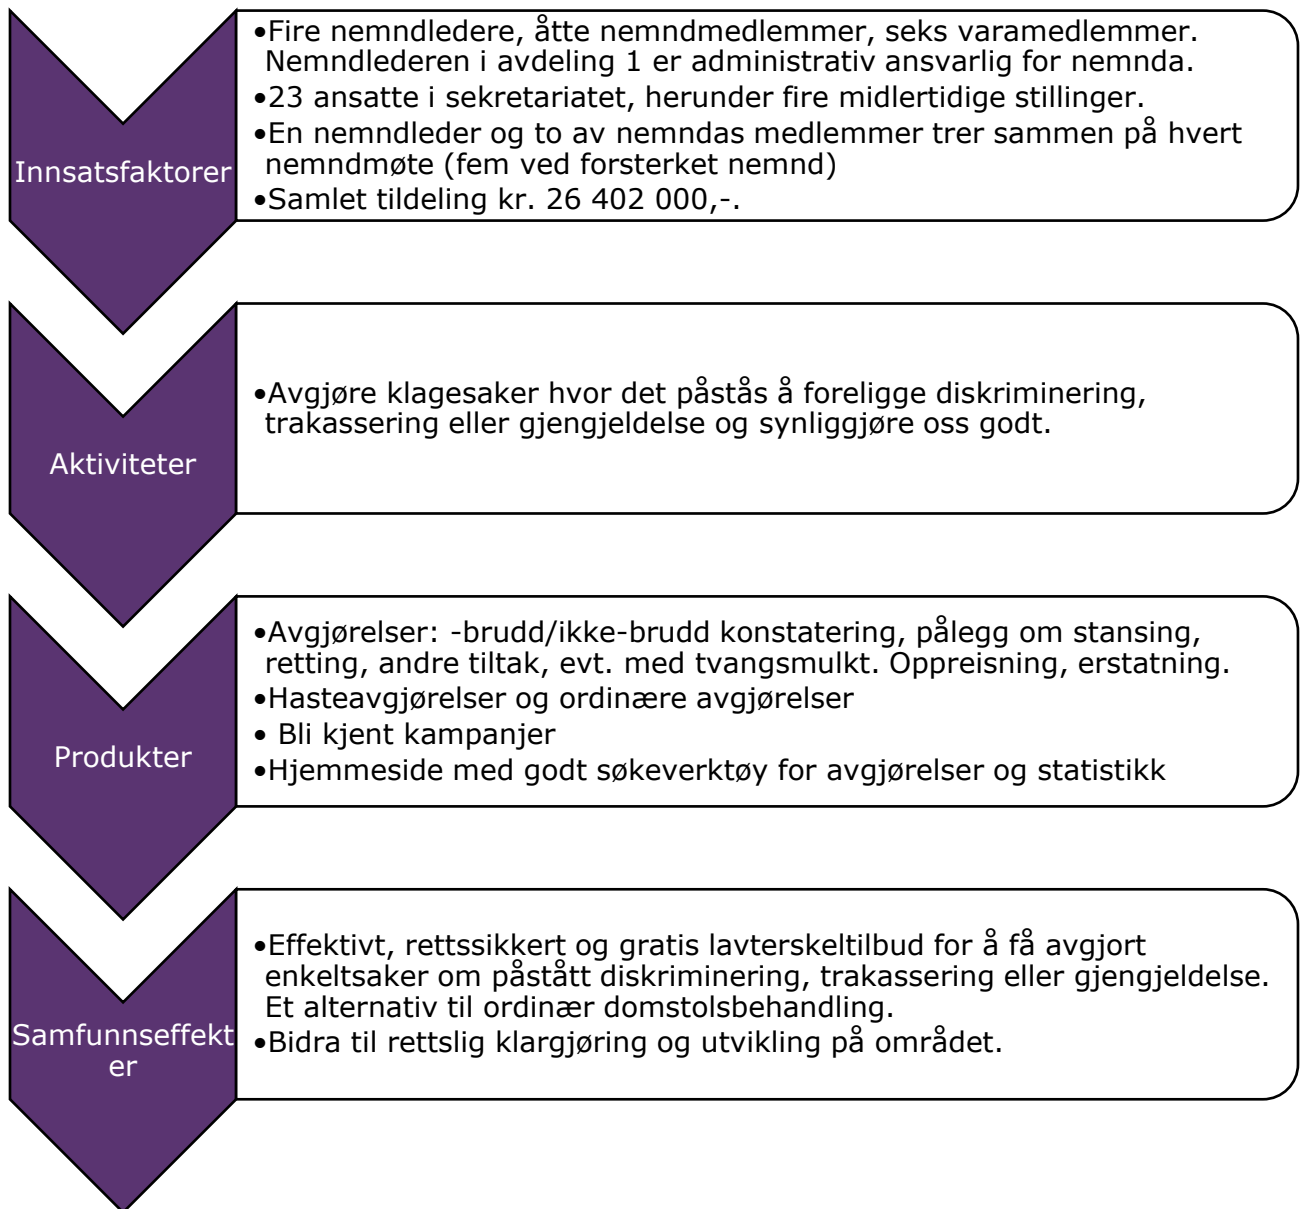 Innsatsfaktorer
•Fire nemndledere, åtte nemndmedlemmer, seks varamedlemmer.
Nemndlederen i avdeling 1 er administrativ ansvarlig for nemnda.
•23 ansatte i sekretariatet, herunder fire midlertidige stillinger.
•En nemndleder og to av nemndas medlemmer trer sammen på hvert
nemndmøte (fem ved forsterket nemnd)
•Samlet tildeling kr. 26 402 000,-.
Aktiviteter
•Avgjøre klagesaker hvor det påstås å foreligge diskriminering,
trakassering eller gjengjeldelse og synliggjøre oss godt.
Produkter
•Avgjørelser: -brudd/ikke-brudd konstatering, pålegg om stansing,
retting, andre tiltak, evt. med tvangsmulkt. Oppreisning, erstatning.
•Hasteavgjørelser og ordinære avgjørelser
• Bli kjent kampanjer
•Hjemmeside med godt søkeverktøy for avgjørelser og statistikk
Samfunnseffekt
er
•Effektivt, rettssikkert og gratis lavterskeltilbud for å få avgjort
enkeltsaker om påstått diskriminering, trakassering eller gjengjeldelse.
Et alternativ til ordinær domstolsbehandling.
•Bidra til rettslig klargjøring og utvikling på området.